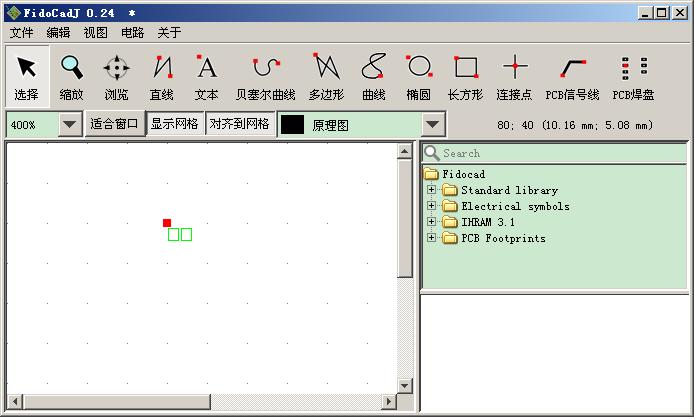 FidoCadJ 0.24 *
文件 编辑 视图 电路 关于
选择 缩放 浏览 直线 文本 贝塞尔曲线 多边形 曲线 椭圆 长方形 连接点 PCB信号线 PCB焊盘
400% 适合窗口 显示网格 对齐到网格 原理图 80; 40 (10.16 mm; 5.08 mm)
Search
Fidocad
Standard library
Electrical symbols
IHRAM 3.1
PCB Footprints